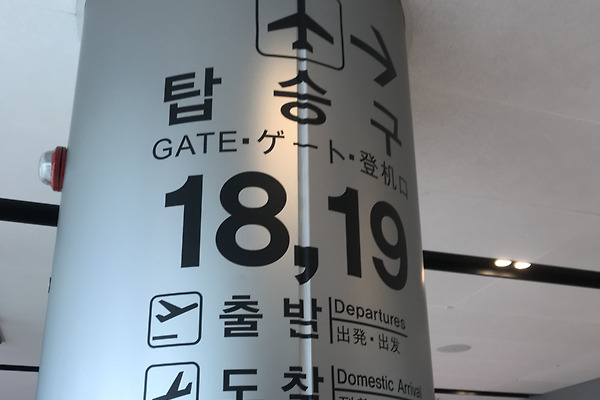 탑승구
GATE·ゲート·登机口
18, 19
출발 Departures
出発·出发
도착 Domestic Arrival